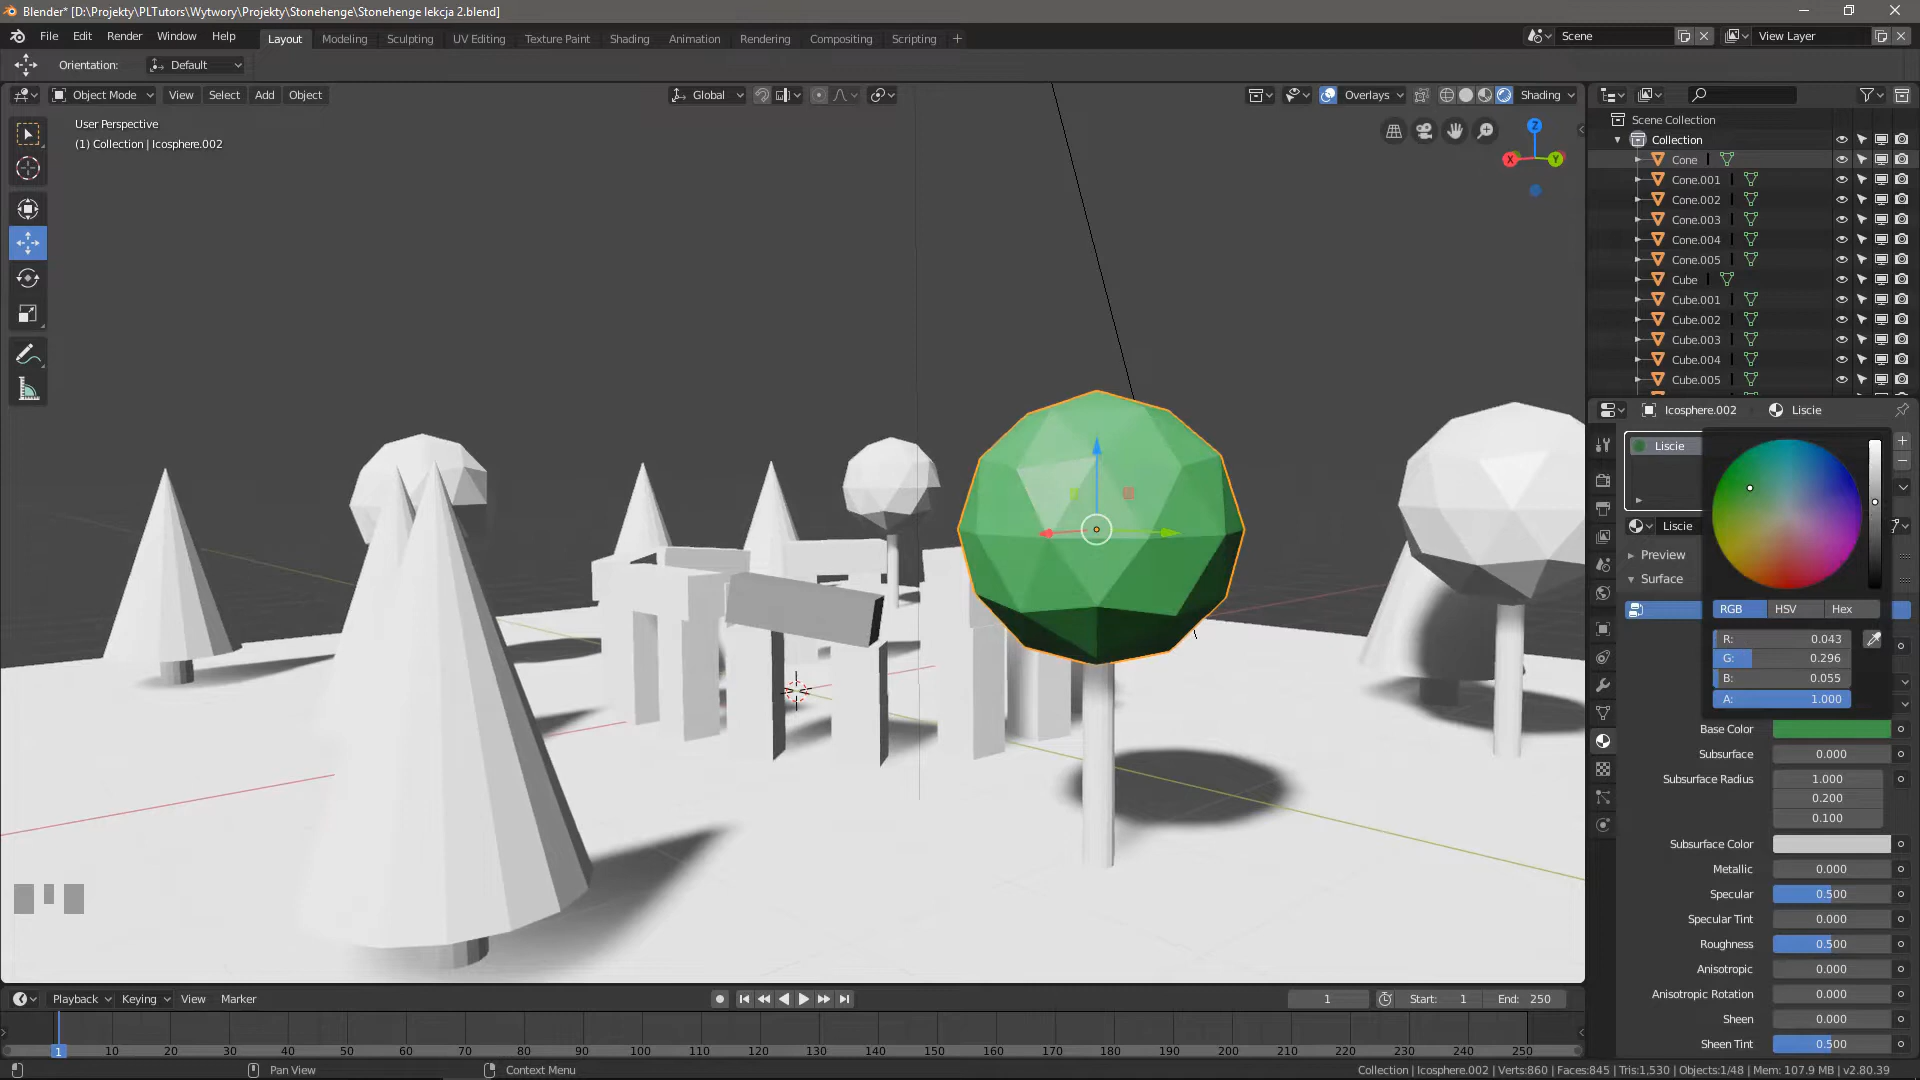 Blender* [D:\Projekty\PLTutors\Wytwory\Projekty\Stonehenge\Stonehenge lekcja 2.blend]
File Edit Render Window Help Layout Modeling Sculpting UV Editing Texture Paint Shading Animation Rendering Compositing Scripting + Scene View Layer
Orientation: Default
Object Mode View Select Add Object Global Overlays Shading
User Perspective
(1) Collection | Icosphere.002
Z
X Y
Scene Collection
Collection
Cone
Cone.001
Cone.002
Cone.003
Cone.004
Cone.005
Cube
Cube.001
Cube.002
Cube.003
Cube.004
Cube.005
Icosphere.002 Liscie
Liscie
Liscie
Preview
Surface
RGB HSV Hex
R: 0.043
G: 0.296
B: 0.055
A: 1.000
Base Color
Subsurface 0.000
Subsurface Radius 1.000
0.200
0.100
Subsurface Color
Metallic 0.000
Specular 0.500
Specular Tint 0.000
Roughness 0.500
Anisotropic 0.000
Anisotropic Rotation 0.000
Sheen 0.000
Sheen Tint 0.500
Playback Keying View Marker 1 Start: 1 End: 250
1 10 20 30 40 50 60 70 80 90 100 110 120 130 140 150 160 170 180 190 200 210 220 230 240 250
Pan View Context Menu Collection | Icosphere.002 | Verts:860 | Faces:845 | Tris:1,530 | Objects:1/48 | Mem: 107.9 MB | v2.80.39